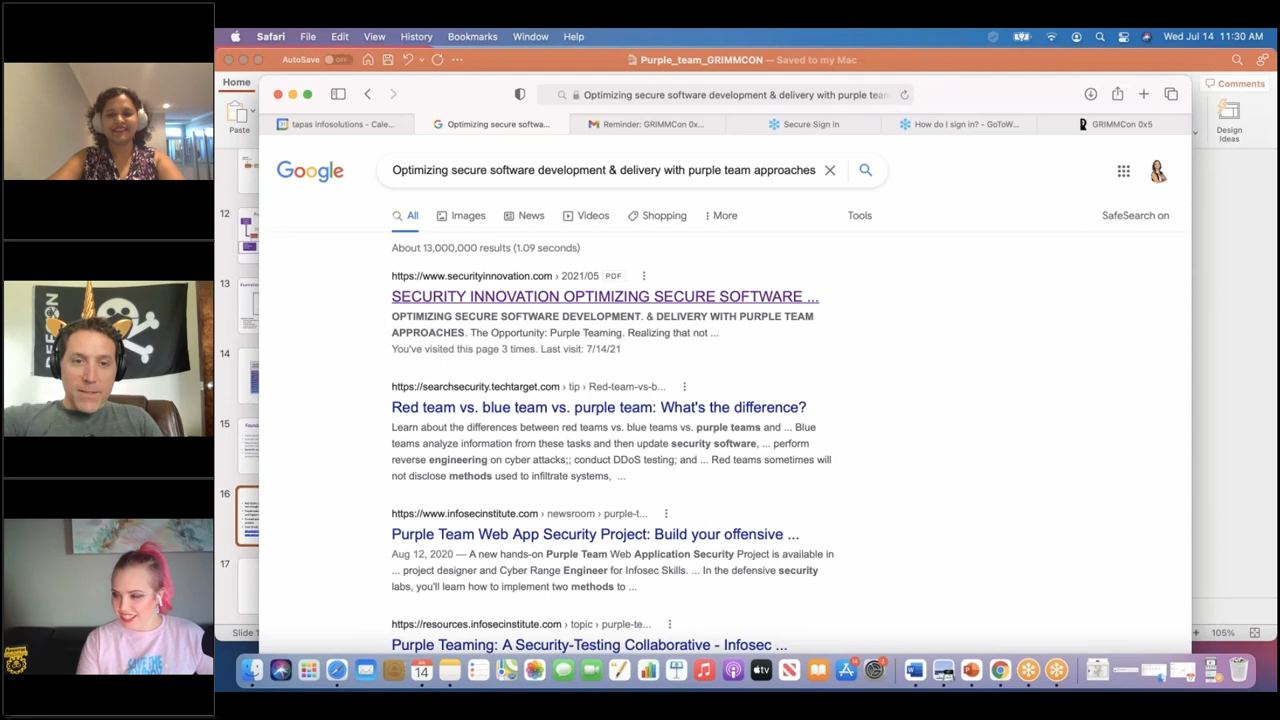 Safari File Edit View History Bookmarks Window Help Wed Jul 14 11:30 AM
AutoSave OFF Purple_team_GRIMMCON — Saved to my Mac
Home
Comments
Optimizing secure software development & delivery with purple team
Paste
Design
Ideas
tapas infosolutions - Cale...
Optimizing secure softwa...
Reminder: GRIMMCon 0x...
Secure Sign In
How do I sign in? - GoToW...
GRIMMCon 0x5
Google
Optimizing secure software development & delivery with purple team approaches
All Images News Videos Shopping More Tools SafeSearch on
About 13,000,000 results (1.09 seconds)
https://www.securityinnovation.com › 2021/05 PDF
SECURITY INNOVATION OPTIMIZING SECURE SOFTWARE ...
OPTIMIZING SECURE SOFTWARE DEVELOPMENT. & DELIVERY WITH PURPLE TEAM
APPROACHES. The Opportunity: Purple Teaming. Realizing that not ...
You've visited this page 3 times. Last visit: 7/14/21
https://searchsecurity.techtarget.com › tip › Red-team-vs-b...
Red team vs. blue team vs. purple team: What's the difference?
Learn about the differences between red teams vs. blue teams vs. purple teams and ... Blue
teams analyze information from these tasks and then update security software, ... perform
reverse engineering on cyber attacks;; conduct DDoS testing; and ... Red teams sometimes will
not disclose methods used to infiltrate systems, ...
https://www.infosecinstitute.com › newsroom › purple-t...
Purple Team Web App Security Project: Build your offensive ...
Aug 12, 2020 — A new hands-on Purple Team Web Application Security Project is available in
... project designer and Cyber Range Engineer for Infosec Skills. ... In the defensive security
labs, you'll learn how to implement two methods to ...
https://resources.infosecinstitute.com › topic › purple-te...
Purple Teaming: A Security-Testing Collaborative - Infosec ...
12
13
14
15
16
17
Slide 1
105%
DEFCON